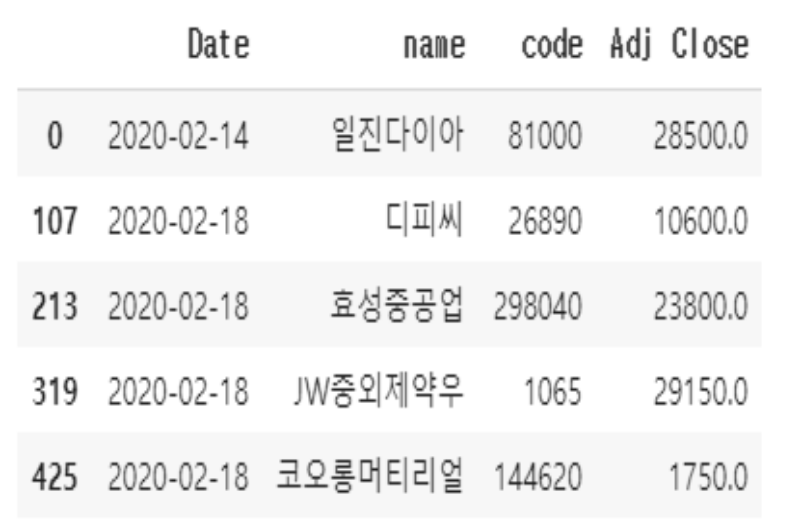 Date name code Adj Close
0 2020-02-14 일진다이아 81000 28500.0
107 2020-02-18 디피씨 26890 10600.0
213 2020-02-18 효성중공업 298040 23800.0
319 2020-02-18 JW중외제약우 1065 29150.0
425 2020-02-18 코오롱머티리얼 144620 1750.0